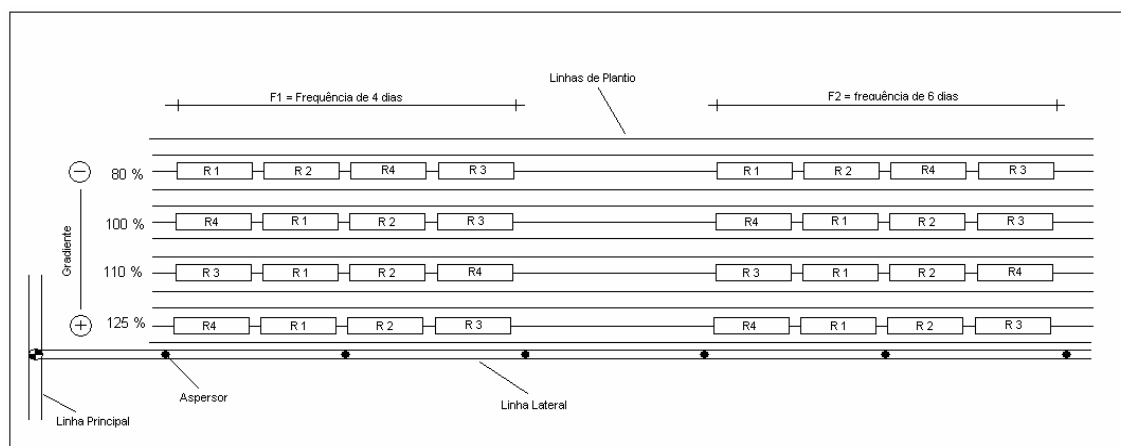 Linhas de Plantio
F1 = Frequência de 4 dias
F2 = frequência de 6 dias
80 % R 1 R 2 R4 R 3 R 1 R 2 R4 R 3
100 % R4 R 1 R 2 R 3 R4 R 1 R 2 R 3
Gradiente
110 % R 3 R 1 R 2 R4 R 3 R 1 R 2 R4
125 % R4 R 1 R 2 R 3 R4 R 1 R 2 R 3
Aspersor
Linha Lateral
Linha Principal